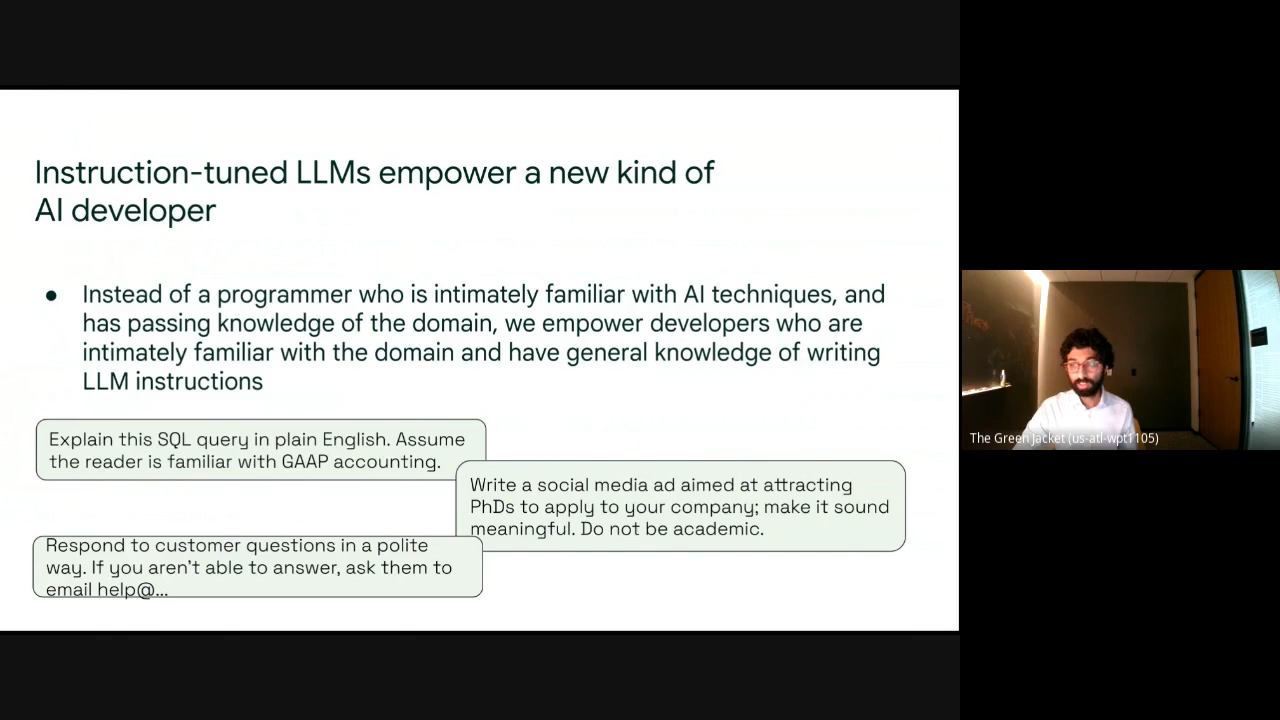 Instruction-tuned LLMs empower a new kind of
AI developer
● Instead of a programmer who is intimately familiar with AI techniques, and
has passing knowledge of the domain, we empower developers who are
intimately familiar with the domain and have general knowledge of writing
LLM instructions
Explain this SQL query in plain English. Assume
the reader is familiar with GAAP accounting.
Write a social media ad aimed at attracting
PhDs to apply to your company; make it sound
meaningful. Do not be academic.
Respond to customer questions in a polite
way. If you aren't able to answer, ask them to
email help@...
The Green Jacket (us-atl-wpt1105)